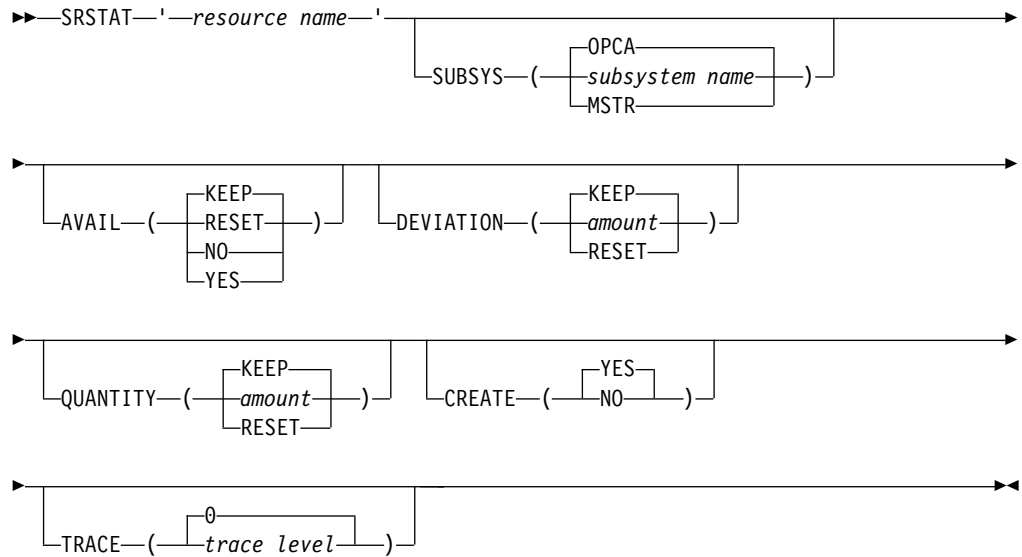 SRSTAT ' resource name '
OPCA
SUBSYS ( subsystem name )
MSTR
KEEP KEEP
AVAIL ( RESET ) DEVIATION ( amount )
NO RESET
YES
KEEP YES
QUANTITY ( amount ) CREATE ( NO )
RESET
0
TRACE ( trace level )